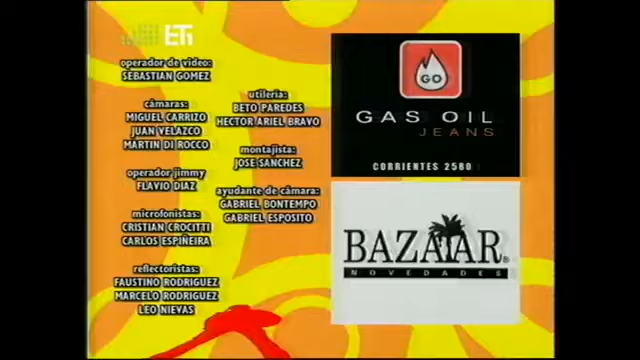 operador de video:
SEBASTIAN GOMEZ
cámaras:
MIGUEL CARRIZO
JUAN VELAZCO
MARTIN DI ROCCO
operador jimmy
FLAVIO DIAZ
microfonistas:
CRISTIAN CROCITTI
CARLOS ESPIÑEIRA
reflectoristas:
FAUSTINO RODRIGUEZ
MARCELO RODRIGUEZ
LEO NIEVAS
utilería:
BETO PAREDES
HECTOR ARIEL BRAVO
montajista:
JOSE SANCHEZ
ayudante de cámara:
GABRIEL BONTEMPO
GABRIEL ESPOSITO
GO
GAS OIL
JEANS
CORRIENTES 2560
BAZAAR
NOVEDADES